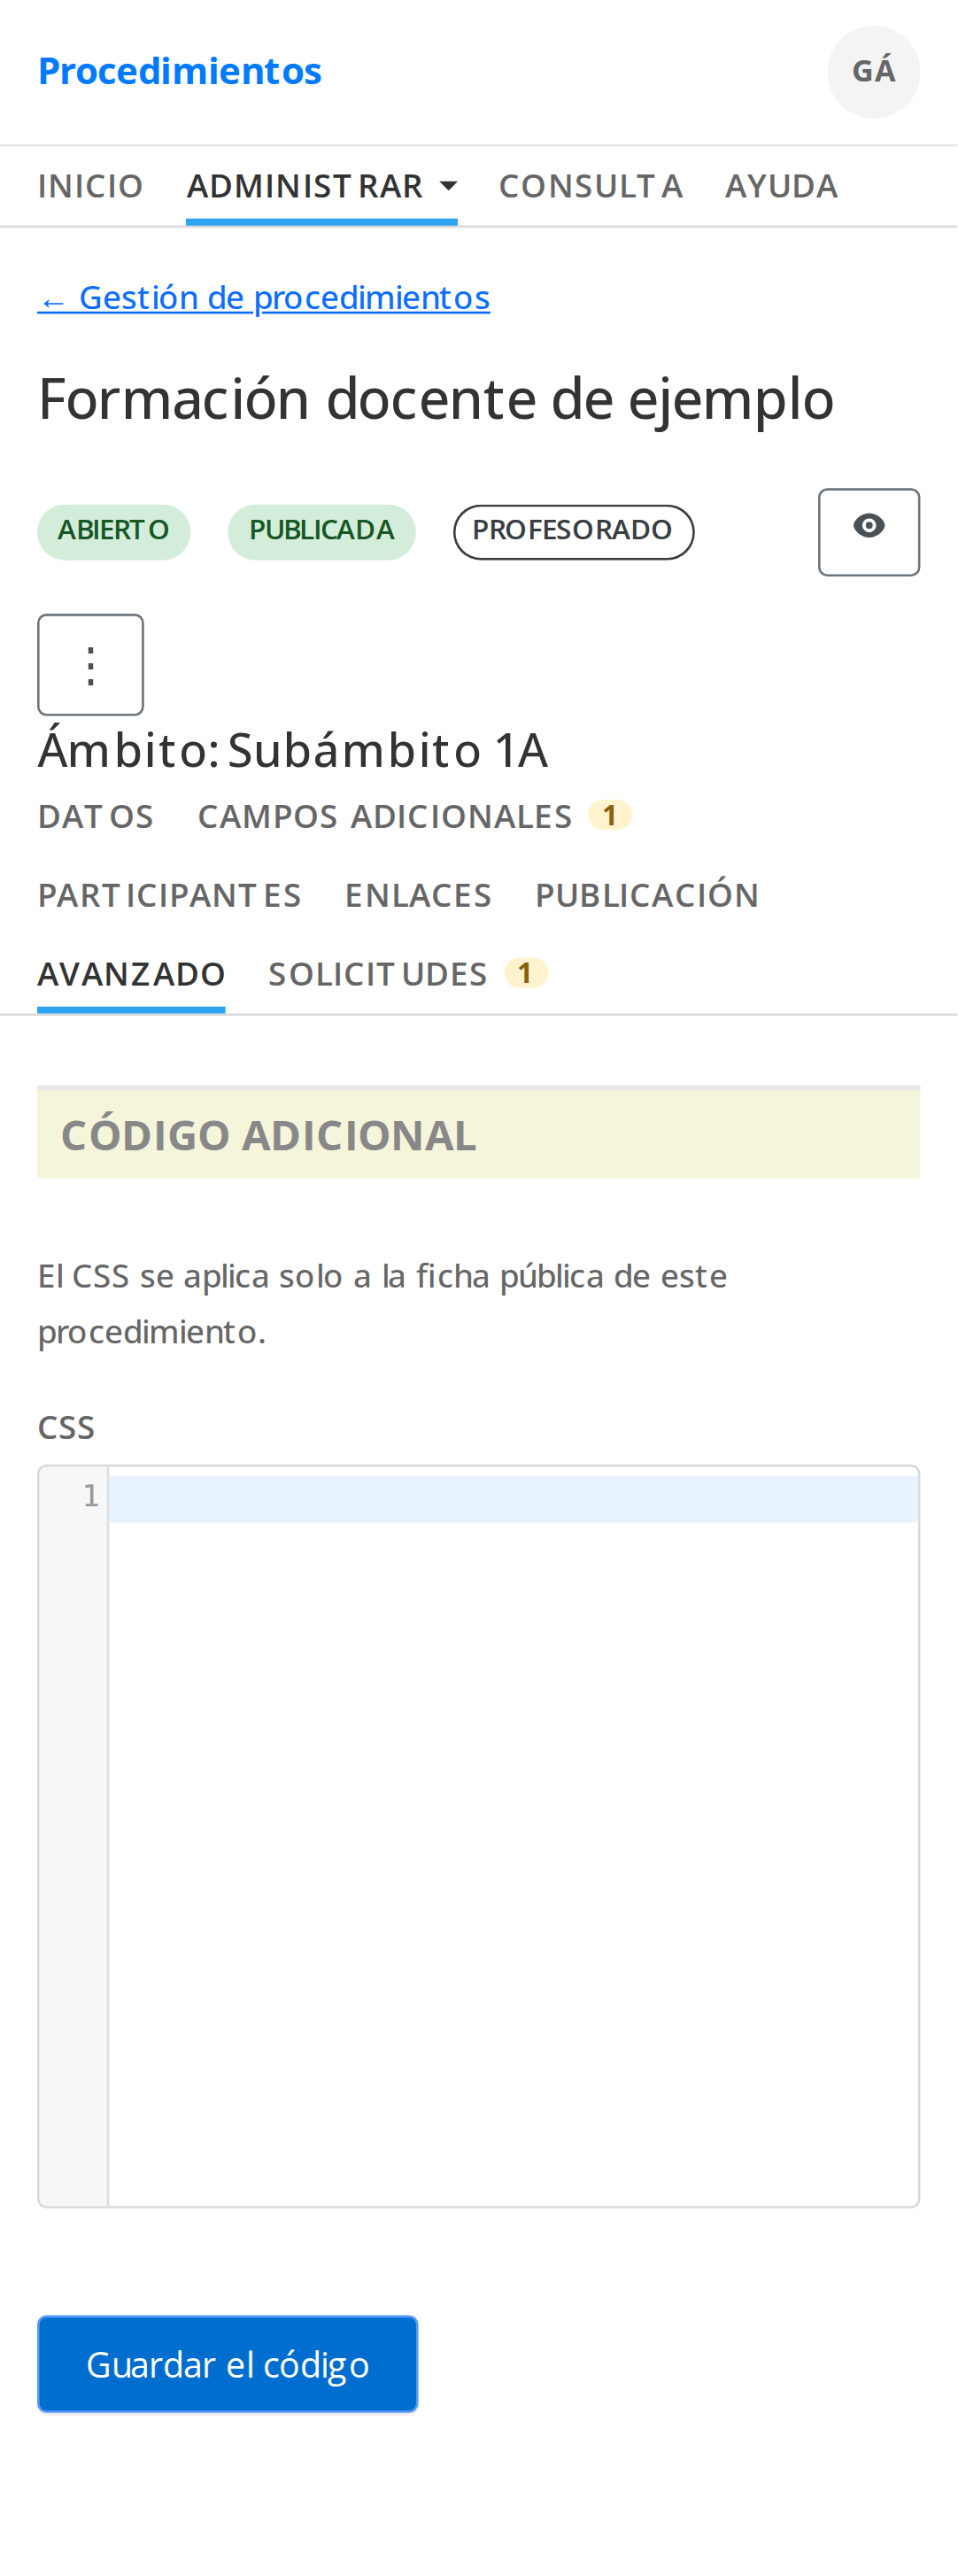 Procedimientos
GÁ
INICIO ADMINISTRAR CONSULTA AYUDA
← Gestión de procedimientos
Formación docente de ejemplo
ABIERTO PUBLICADA PROFESORADO
⋮
Ámbito: Subámbito 1A
DATOS CAMPOS ADICIONALES 1
PARTICIPANTES ENLACES PUBLICACIÓN
AVANZADO SOLICITUDES 1
CÓDIGO ADICIONAL
El CSS se aplica solo a la ficha pública de este
procedimiento.
CSS
1
Guardar el código